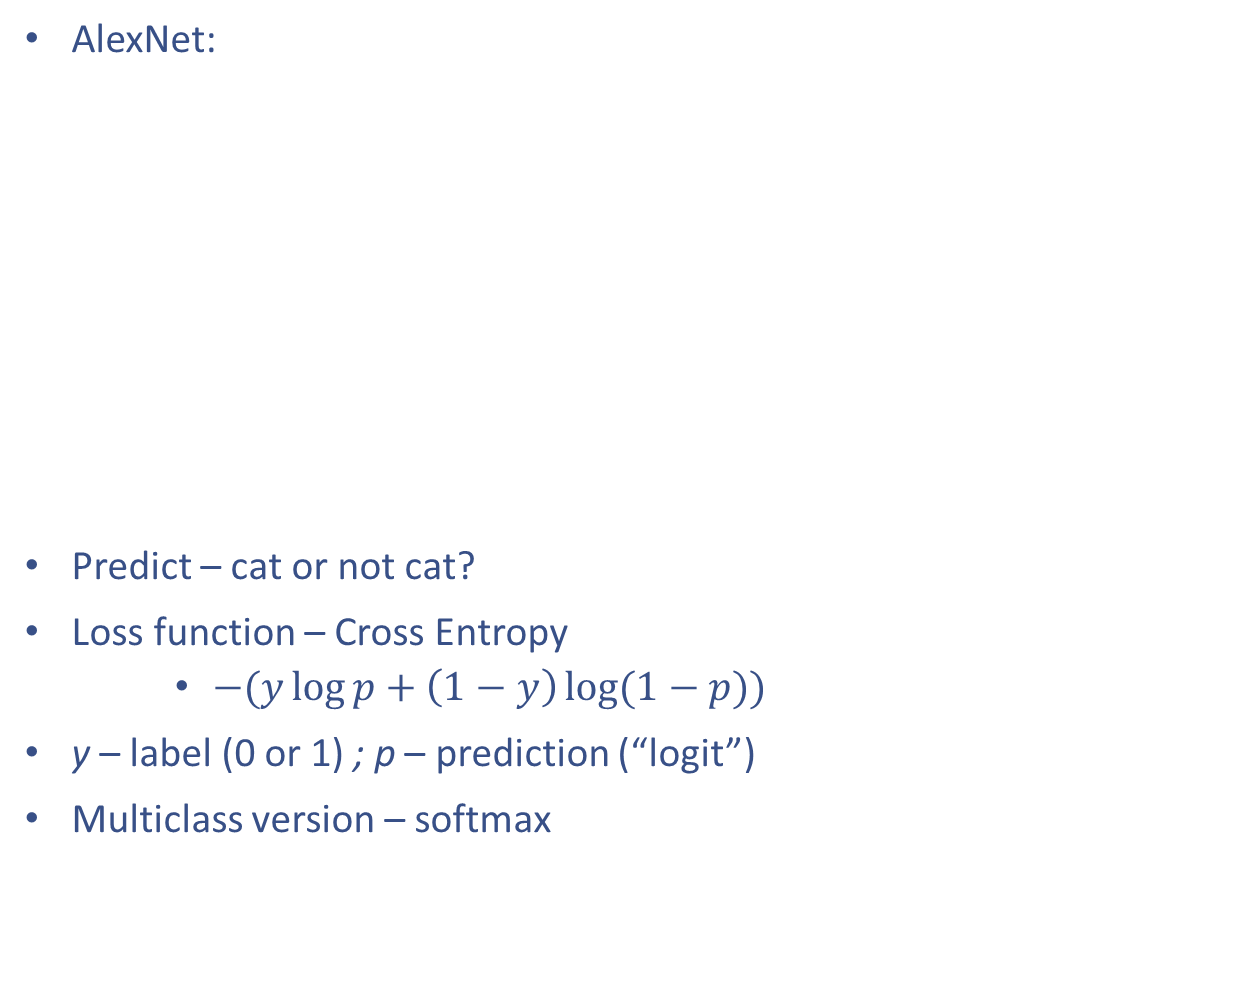 • AlexNet:
• Predict – cat or not cat?
• Loss function – Cross Entropy
• −(y log p + (1 − y) log(1 − p))
• y – label (0 or 1) ; p – prediction (“logit”)
• Multiclass version – softmax